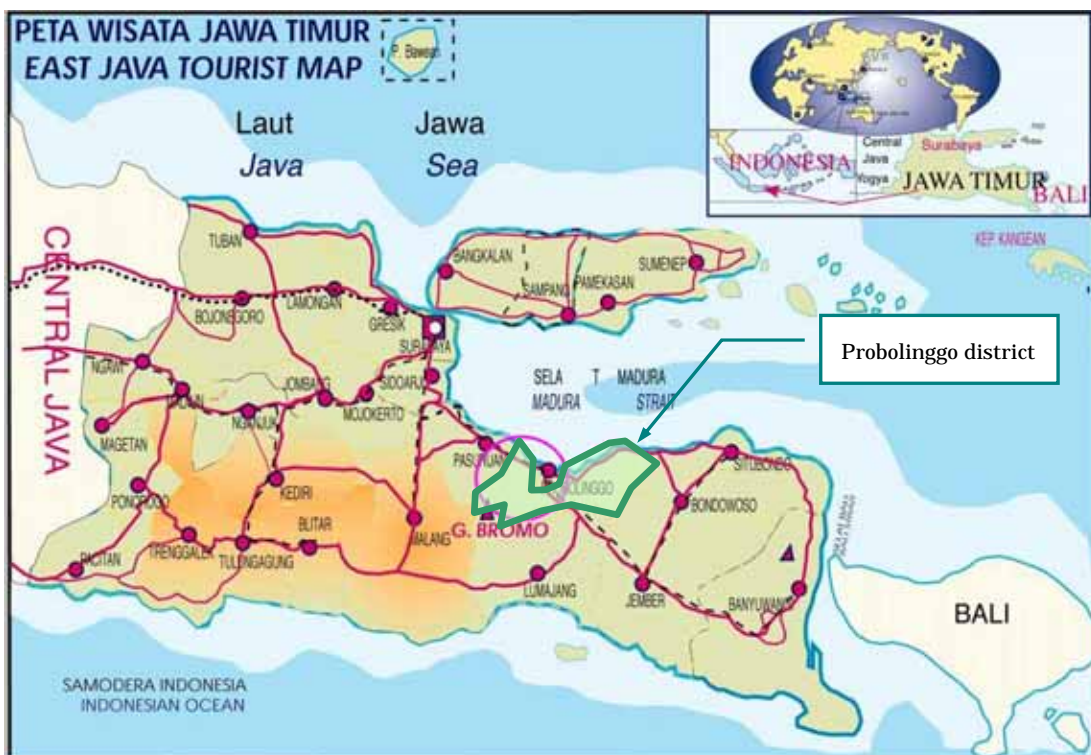 PETA WISATA JAWA TIMUR
EAST JAVA TOURIST MAP
P. Bawean
Laut Jawa
Java Sea
INDONESIA
Central
Java
Yogya
Surabaya
JAWA TIMUR
BALI
KEP. KANGEAN
CENTRAL JAVA
TUBAN
BANGKALAN
SUMENEP
PAMEKASAN
SAMPANG
LAMONGAN
BOJONEGORO
GRESIK
Probolinggo district
NGAWI
JOMBANG
SIDOARJO
MOJOKERTO
NGANJUK
SELA T MADURA
MADURA STRAIT
MAGETAN
PASURUAN
SITUBONDO
OLINGGO
BONDOWOSO
PONOROGO
KEDIRI
G. BROMO
BLITAR
MALANG
TRENGGALEK
TULUNGAGUNG
PACITAN
LUMAJANG
JEMBER
BANYUWANGI
BALI
SAMODERA INDONESIA
INDONESIAN OCEAN